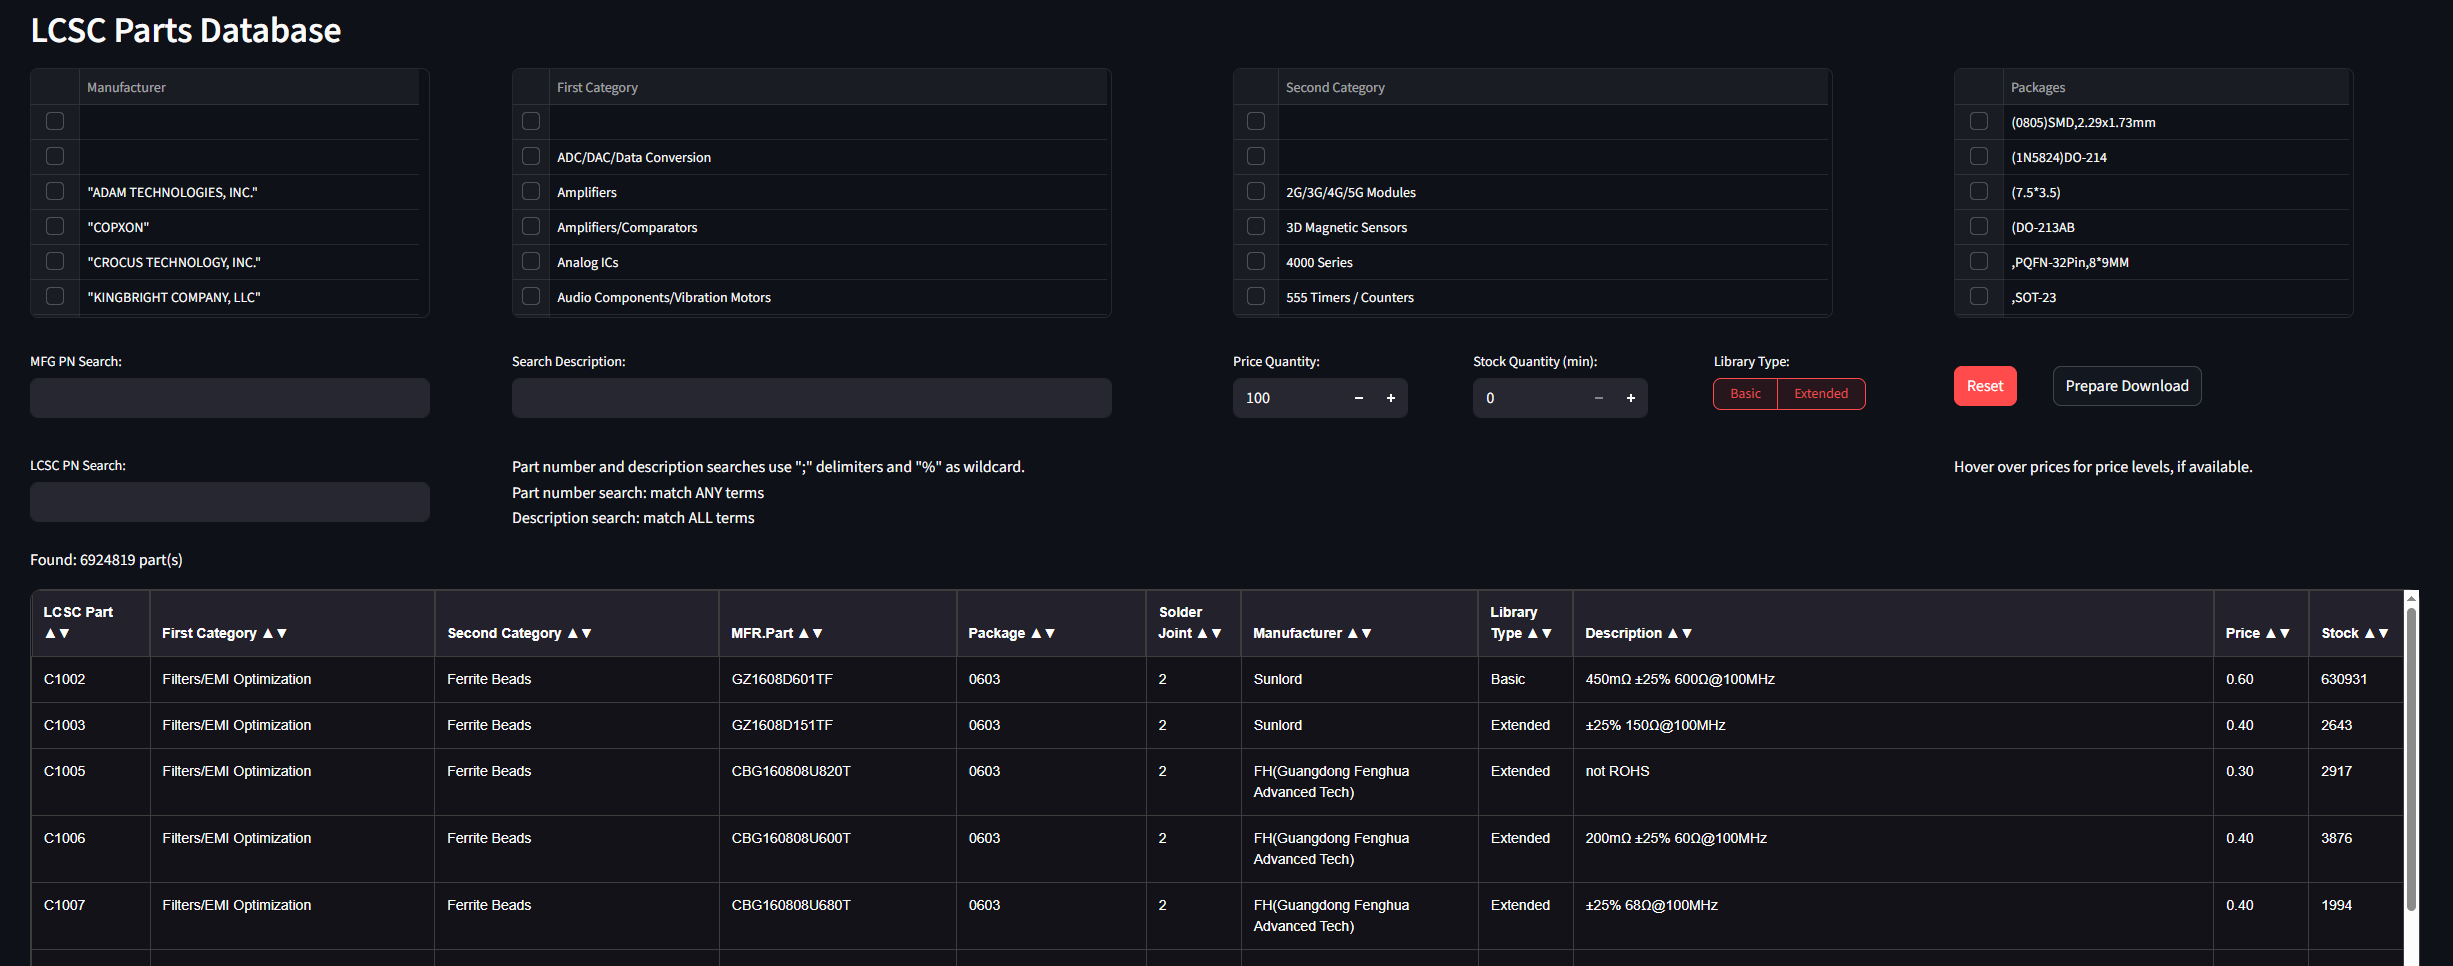 LCSC Parts Database
Manufacturer
"ADAM TECHNOLOGIES, INC."
"COPXON"
"CROCUS TECHNOLOGY, INC."
"KINGBRIGHT COMPANY, LLC"
First Category
ADC/DAC/Data Conversion
Amplifiers
Amplifiers/Comparators
Analog ICs
Audio Components/Vibration Motors
Second Category
2G/3G/4G/5G Modules
3D Magnetic Sensors
4000 Series
555 Timers / Counters
Packages
(0805)SMD,2.29x1.73mm
(1N5824)DO-214
(7.5*3.5)
(DO-213AB
,PQFN-32Pin,8*9MM
,SOT-23
MFG PN Search:
Search Description:
Price Quantity:
100 − +
Stock Quantity (min):
0 − +
Library Type:
Basic Extended
Reset
Prepare Download
LCSC PN Search:
Part number and description searches use ";" delimiters and "%" as wildcard.
Part number search: match ANY terms
Description search: match ALL terms
Hover over prices for price levels, if available.
Found: 6924819 part(s)
LCSC Part ▲▼ First Category ▲▼ Second Category ▲▼ MFR.Part ▲▼ Package ▲▼ Solder Joint ▲▼ Manufacturer ▲▼ Library Type ▲▼ Description ▲▼ Price ▲▼ Stock ▲▼
C1002 Filters/EMI Optimization Ferrite Beads GZ1608D601TF 0603 2 Sunlord Basic 450mΩ ±25% 600Ω@100MHz 0.60 630931
C1003 Filters/EMI Optimization Ferrite Beads GZ1608D151TF 0603 2 Sunlord Extended ±25% 150Ω@100MHz 0.40 2643
C1005 Filters/EMI Optimization Ferrite Beads CBG160808U820T 0603 2 FH(Guangdong Fenghua Advanced Tech) Extended not ROHS 0.30 2917
C1006 Filters/EMI Optimization Ferrite Beads CBG160808U600T 0603 2 FH(Guangdong Fenghua Advanced Tech) Extended 200mΩ ±25% 60Ω@100MHz 0.40 3876
C1007 Filters/EMI Optimization Ferrite Beads CBG160808U680T 0603 2 FH(Guangdong Fenghua Advanced Tech) Extended ±25% 68Ω@100MHz 0.40 1994